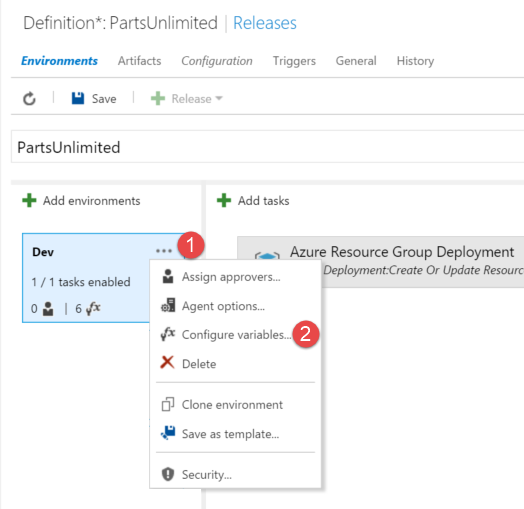 Definition*: PartsUnlimited | Releases
Environments Artifacts Configuration Triggers General History
Save Release
PartsUnlimited
Add environments Add tasks
Dev ... 1
Azure Resource Group Deployment
1 / 1 tasks enabled
Deployment:Create Or Update Resourc
0 | 6 fx
Assign approvers...
Agent options...
fx Configure variables... 2
Delete
Clone environment
Save as template...
Security...